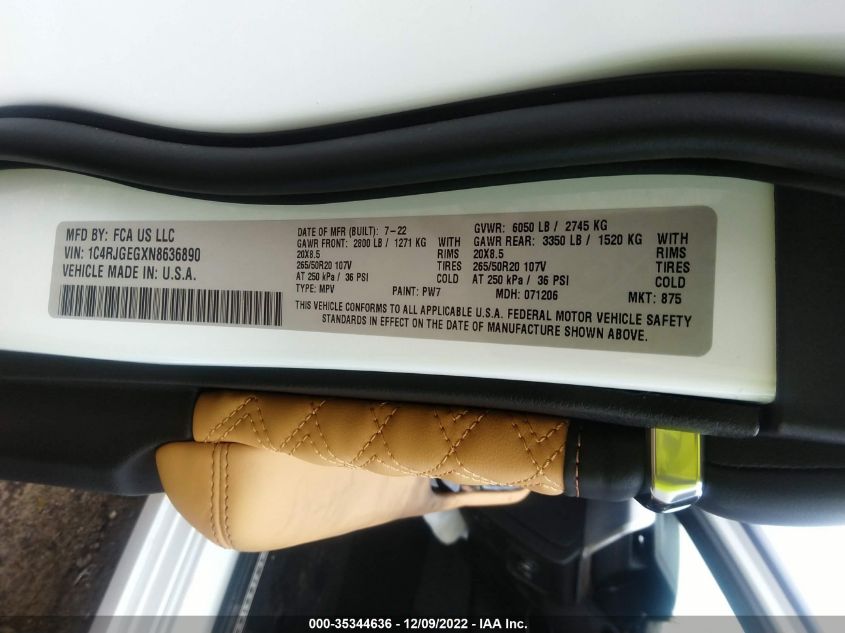 MFD BY: FCA US LLC
VIN: 1C4RJGEGXN8636890
VEHICLE MADE IN: U.S.A.
DATE OF MFR (BUILT): 7-22 GVWR: 6050 LB / 2745 KG
GAWR FRONT: 2800 LB / 1271 KG WITH GAWR REAR: 3350 LB / 1520 KG WITH
20X8.5 RIMS 20X8.5 RIMS
265/50R20 107V TIRES 265/50R20 107V TIRES
AT 250 kPa / 36 PSI COLD AT 250 kPa / 36 PSI COLD
TYPE: MPV PAINT: PW7 MDH: 071206 MKT: 875
THIS VEHICLE CONFORMS TO ALL APPLICABLE U.S.A. FEDERAL MOTOR VEHICLE SAFETY
STANDARDS IN EFFECT ON THE DATE OF MANUFACTURE SHOWN ABOVE.
000-35344636 - 12/09/2022 - IAA Inc.